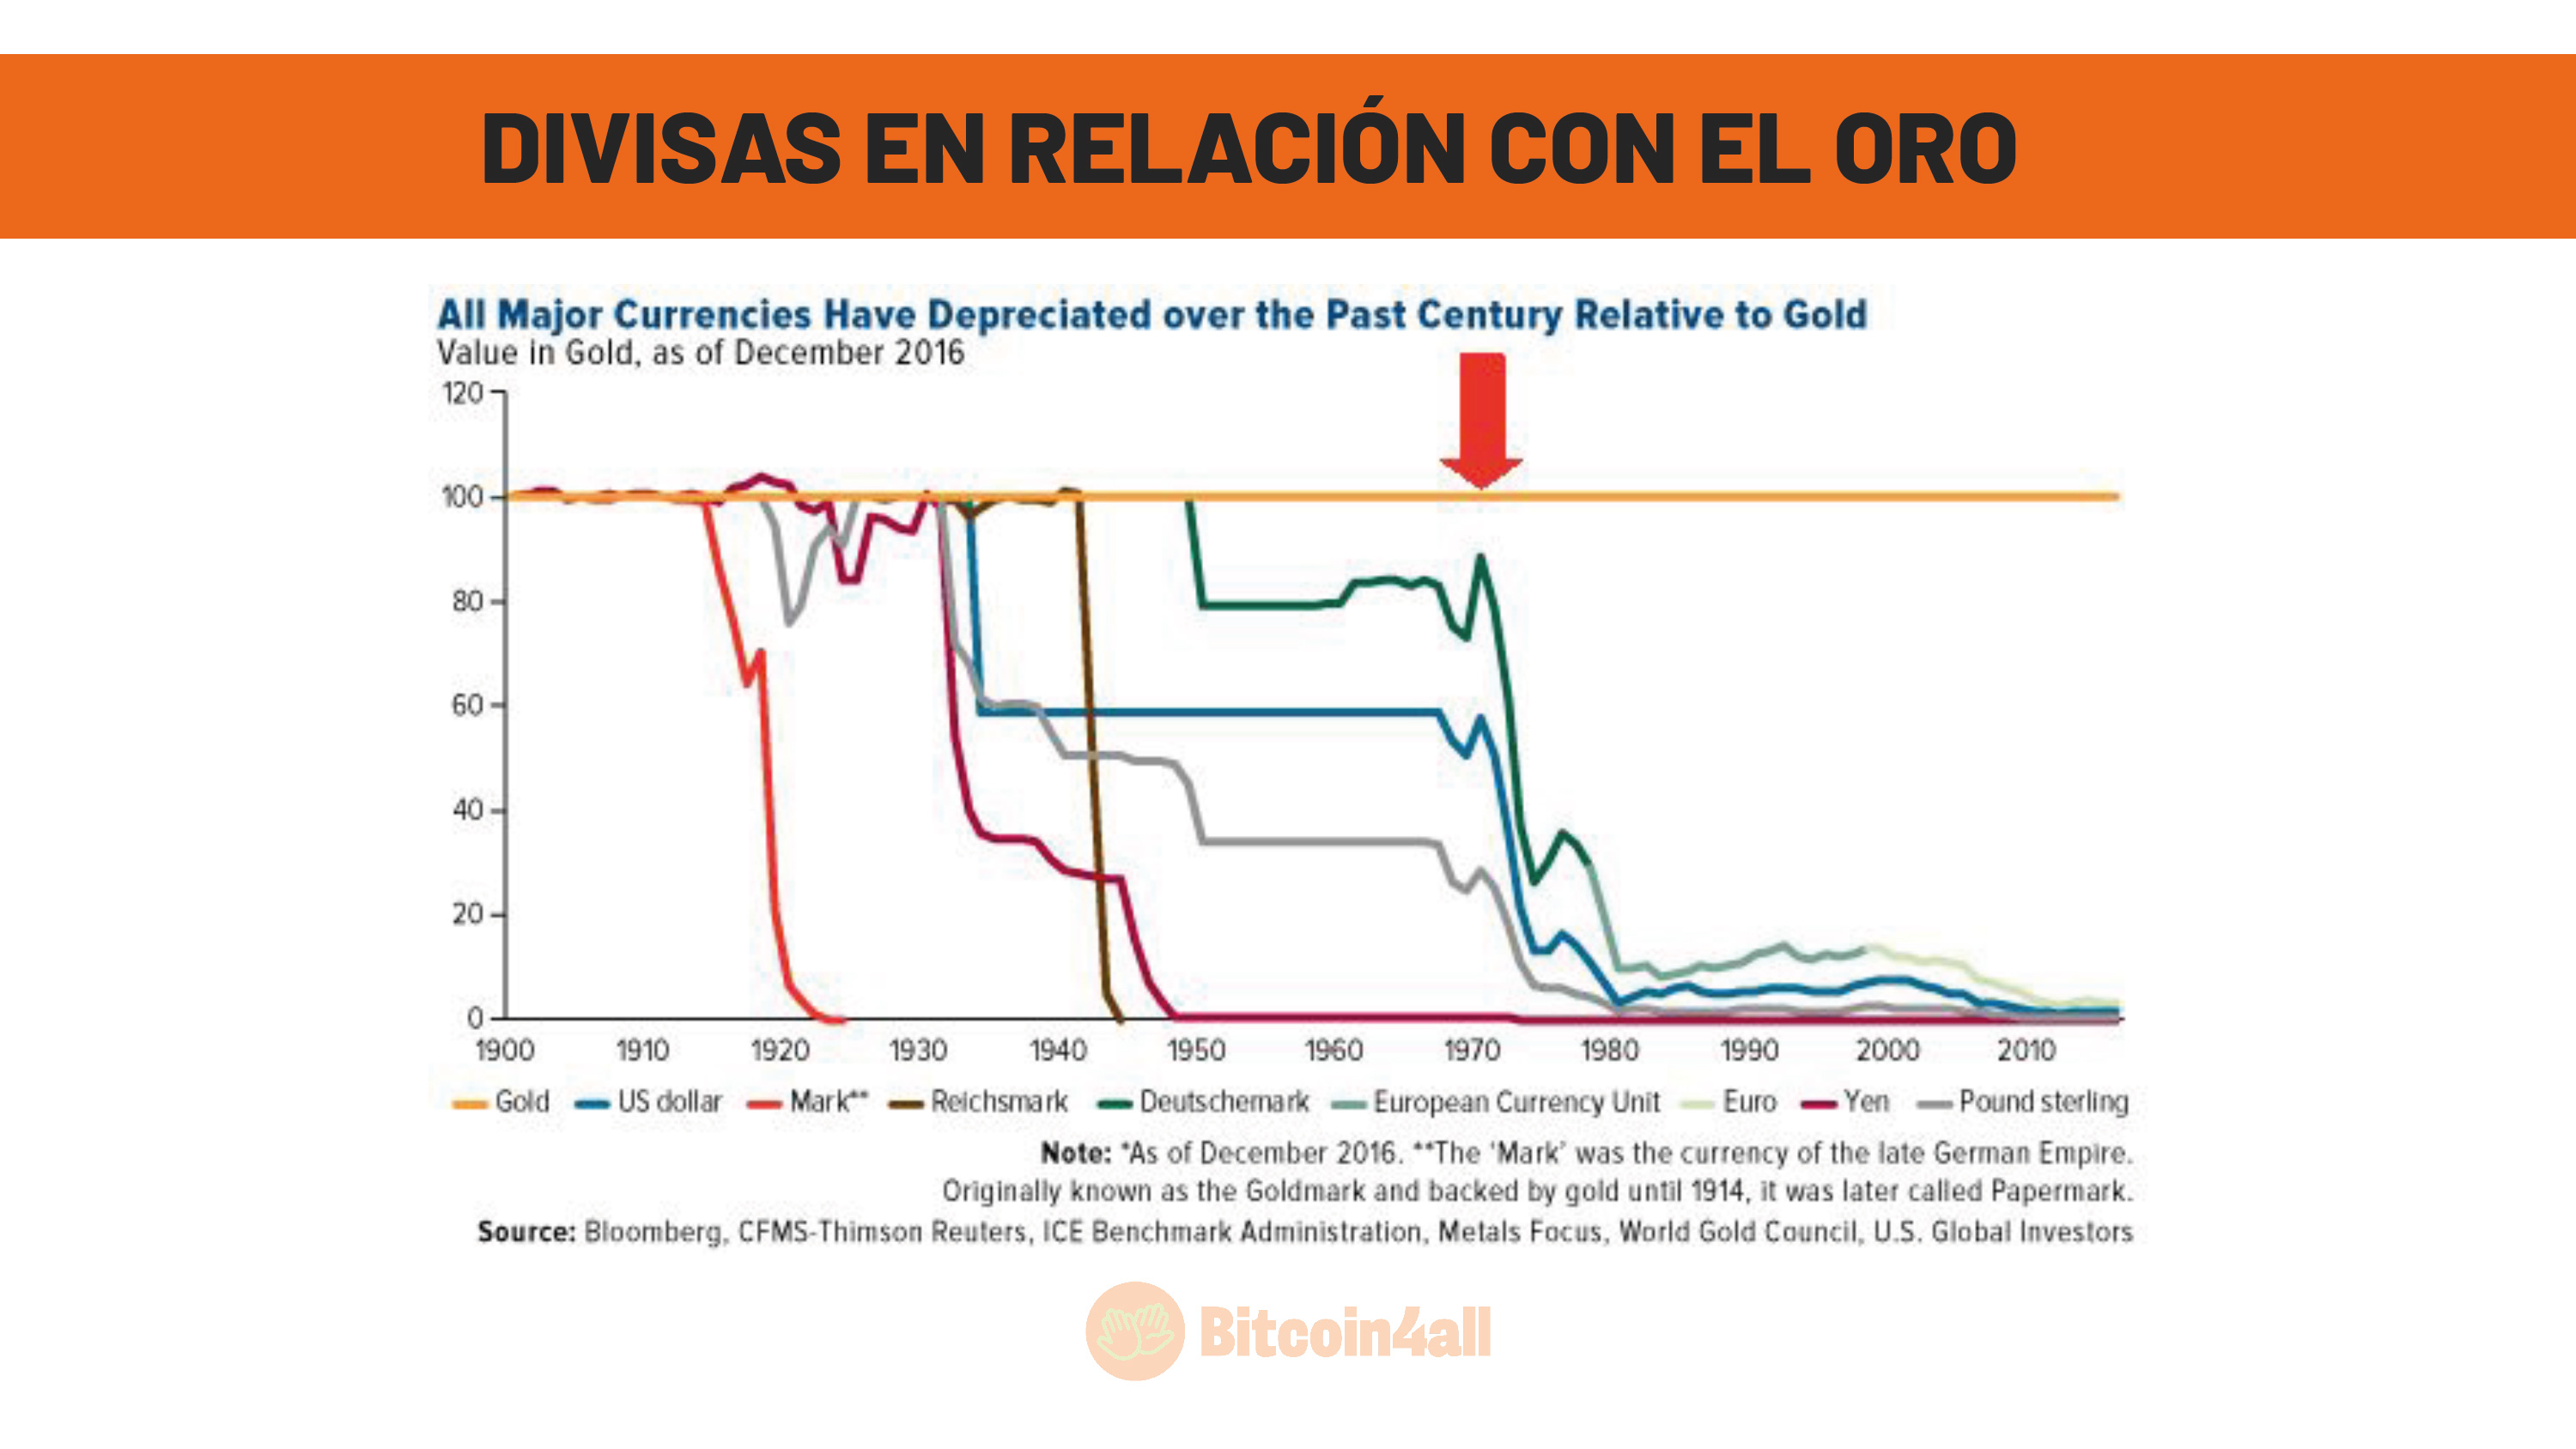 DIVISAS EN RELACIÓN CON EL ORO
All Major Currencies Have Depreciated over the Past Century Relative to Gold
Value in Gold, as of December 2016
120
100
80
60
40
20
0
1900 1910 1920 1930 1940 1950 1960 1970 1980 1990 2000 2010
Gold US dollar Mark** Reichsmark Deutschemark European Currency Unit Euro Yen Pound sterling
Note: *As of December 2016. **The 'Mark' was the currency of the late German Empire.
Originally known as the Goldmark and backed by gold until 1914, it was later called Papermark.
Source: Bloomberg, CFMS-Thimson Reuters, ICE Benchmark Administration, Metals Focus, World Gold Council, U.S. Global Investors
Bitcoin4all